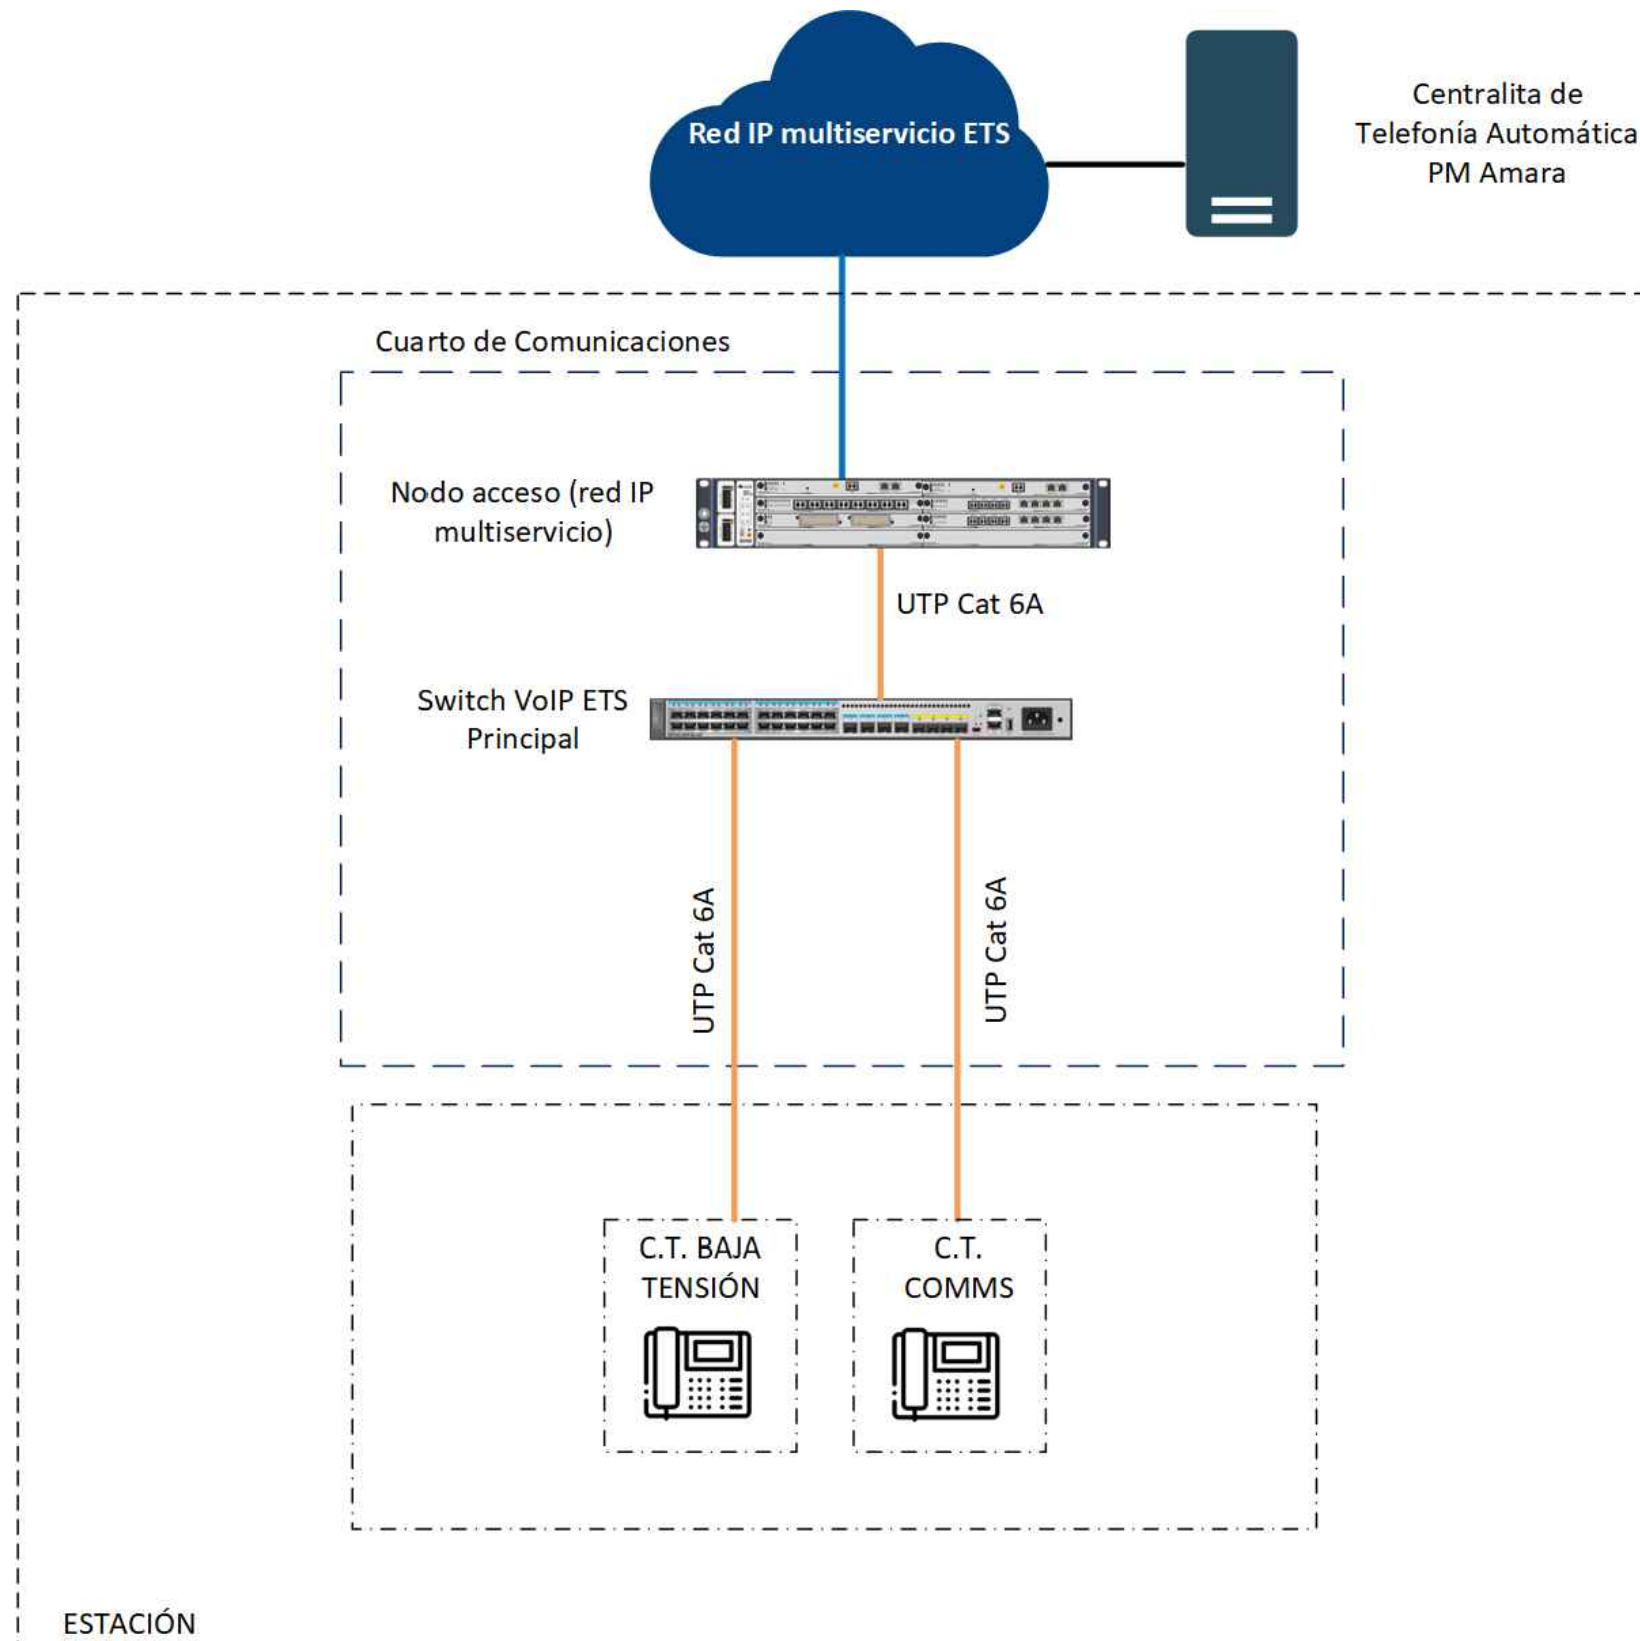 Red IP multiservicio ETS
Centralita de
Telefonía Automática
PM Amara
Cuarto de Comunicaciones
Nodo acceso (red IP
multiservicio)
UTP Cat 6A
Switch VoIP ETS
Principal
UTP Cat 6A
UTP Cat 6A
C.T. BAJA
TENSIÓN
C.T.
COMMS
ESTACIÓN